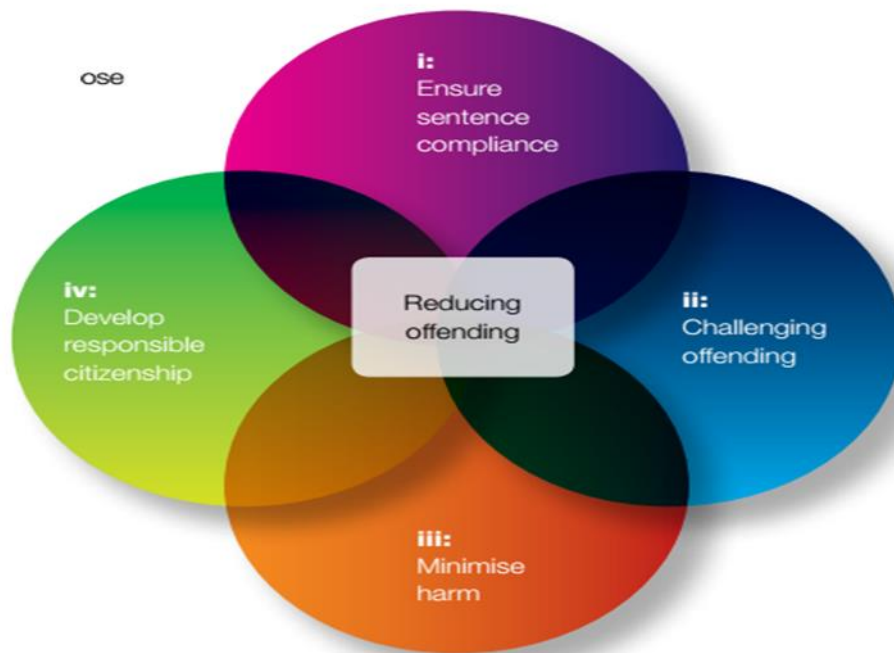 ose
i:
Ensure
sentence
compliance
iv:
Develop
responsible
citizenship
Reducing
offending
ii:
Challenging
offending
iii:
Minimise
harm